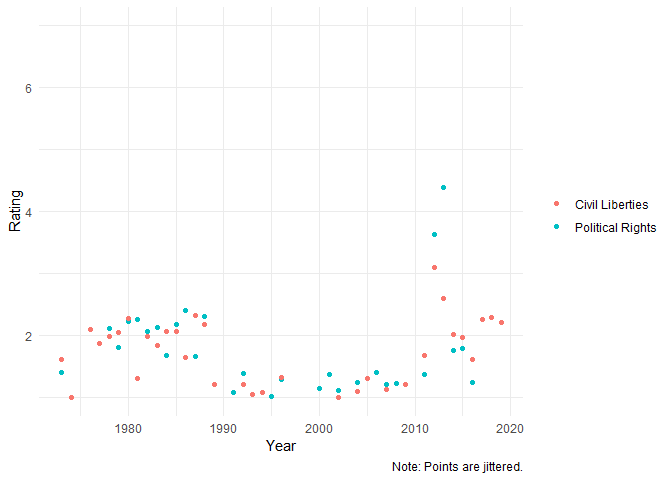 6
4
2
Rating
1980 1990 2000 2010 2020
Year
Civil Liberties
Political Rights
Note: Points are jittered.